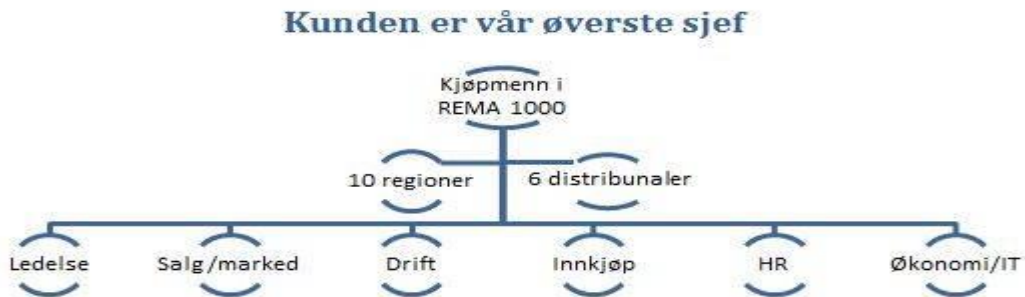 Kunden er vår øverste sjef
Kjøpmenn i
REMA 1000
10 regioner
6 distribunaler
Ledelse
Salg/marked
Drift
Innkjøp
HR
Økonomi/IT